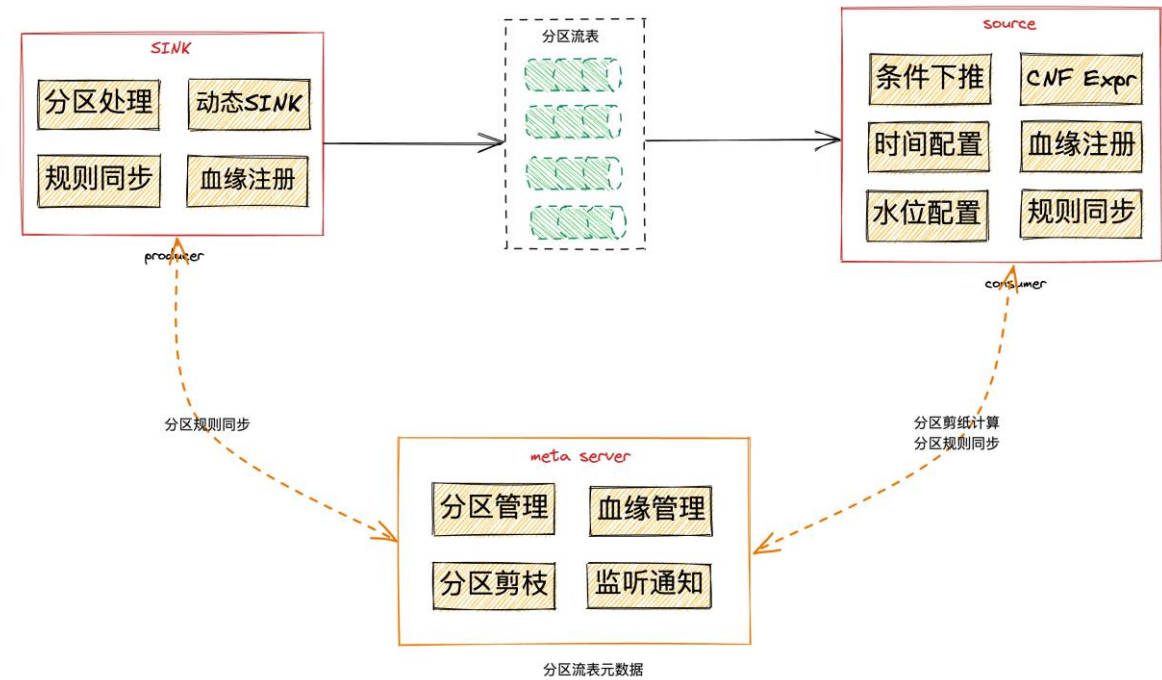 SINK
分区处理
动态SINK
规则同步
血缘注册
producer
分区流表
source
条件下推
CNF Expr
时间配置
血缘注册
水位配置
规则同步
consumer
分区规则同步
分区剪纸计算
分区规则同步
meta server
分区管理
血缘管理
分区剪枝
监听通知
分区流表元数据